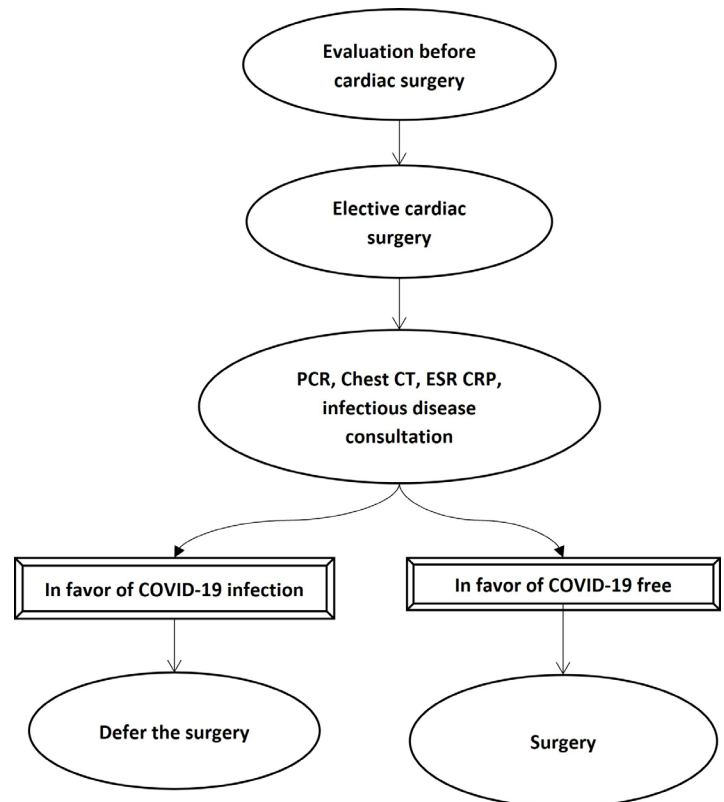 Evaluation before
cardiac surgery
Elective cardiac
surgery
PCR, Chest CT, ESR CRP,
infectious disease
consultation
In favor of COVID-19 infection
In favor of COVID-19 free
Defer the surgery
Surgery